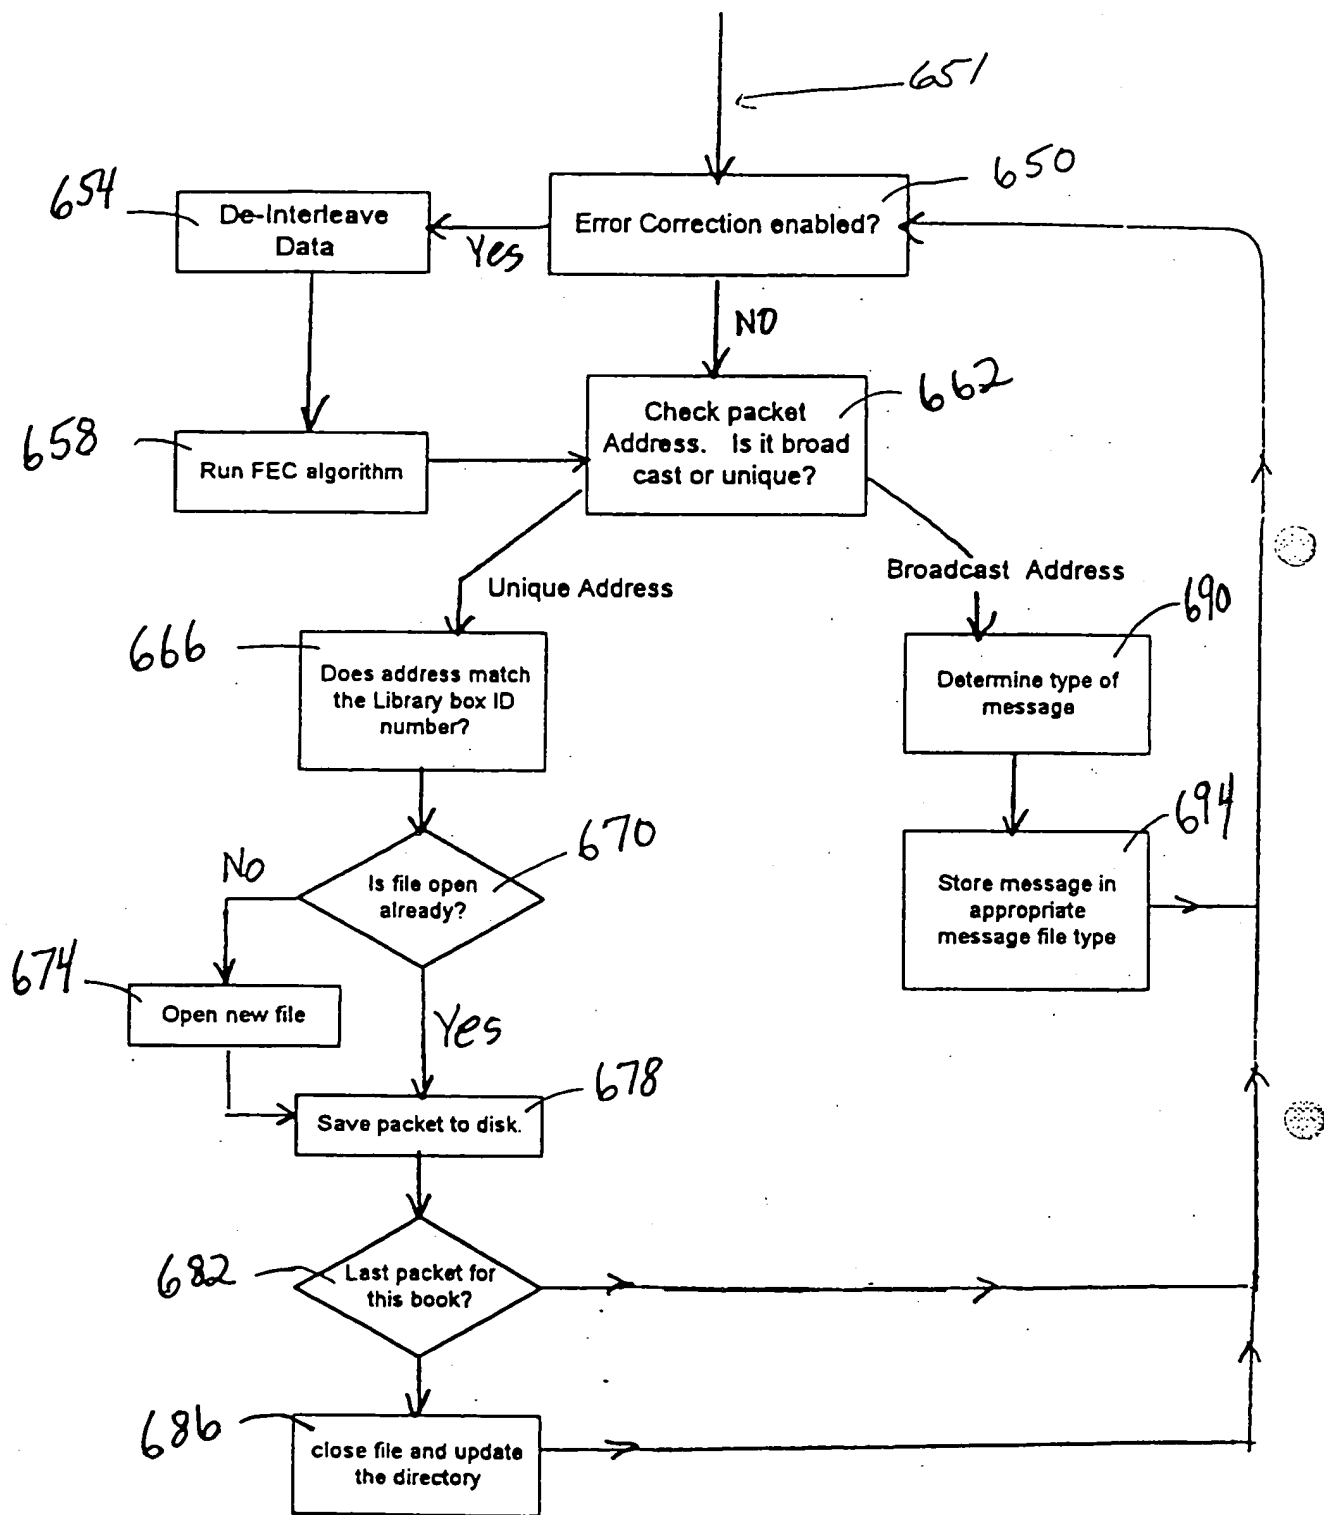 651
650
654
Error Correction enabled?
De-Interleave
Data
Yes
NO
662
Check packet
Address. Is it broad
cast or unique?
658
Run FEC algorithm
Unique Address
Broadcast Address
690
666
Does address match
the Library box ID
number?
Determine type of
message
694
670
No
Is file open
already?
Store message in
appropriate
message file type
674
Open new file
Yes
678
Save packet to disk.
682
Last packet for
this book?
686
close file and update
the directory